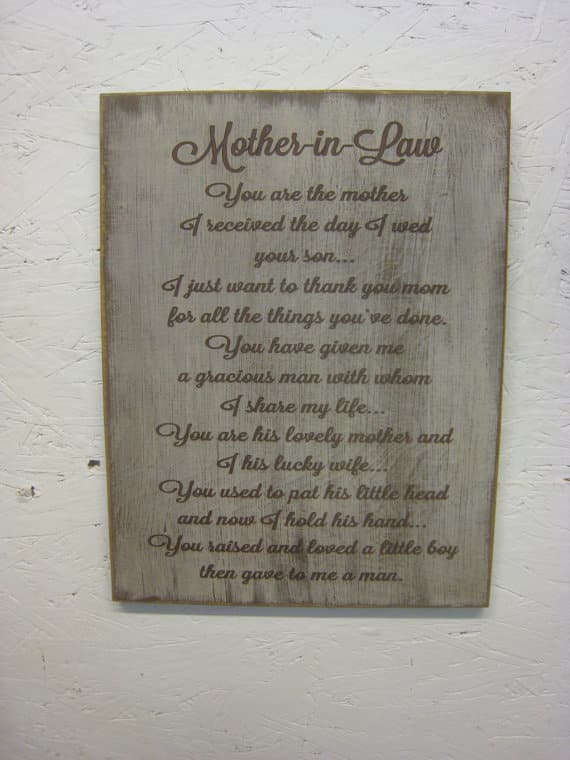 Mother-in-Law
You are the mother
I received the day I wed
your son...
I just want to thank you mom
for all the things you've done.
You have given me
a gracious man with whom
I share my life...
You are his lovely mother and
I his lucky wife...
You used to pat his little head
and now I hold his hand...
You raised and loved a little boy
then gave to me a man.